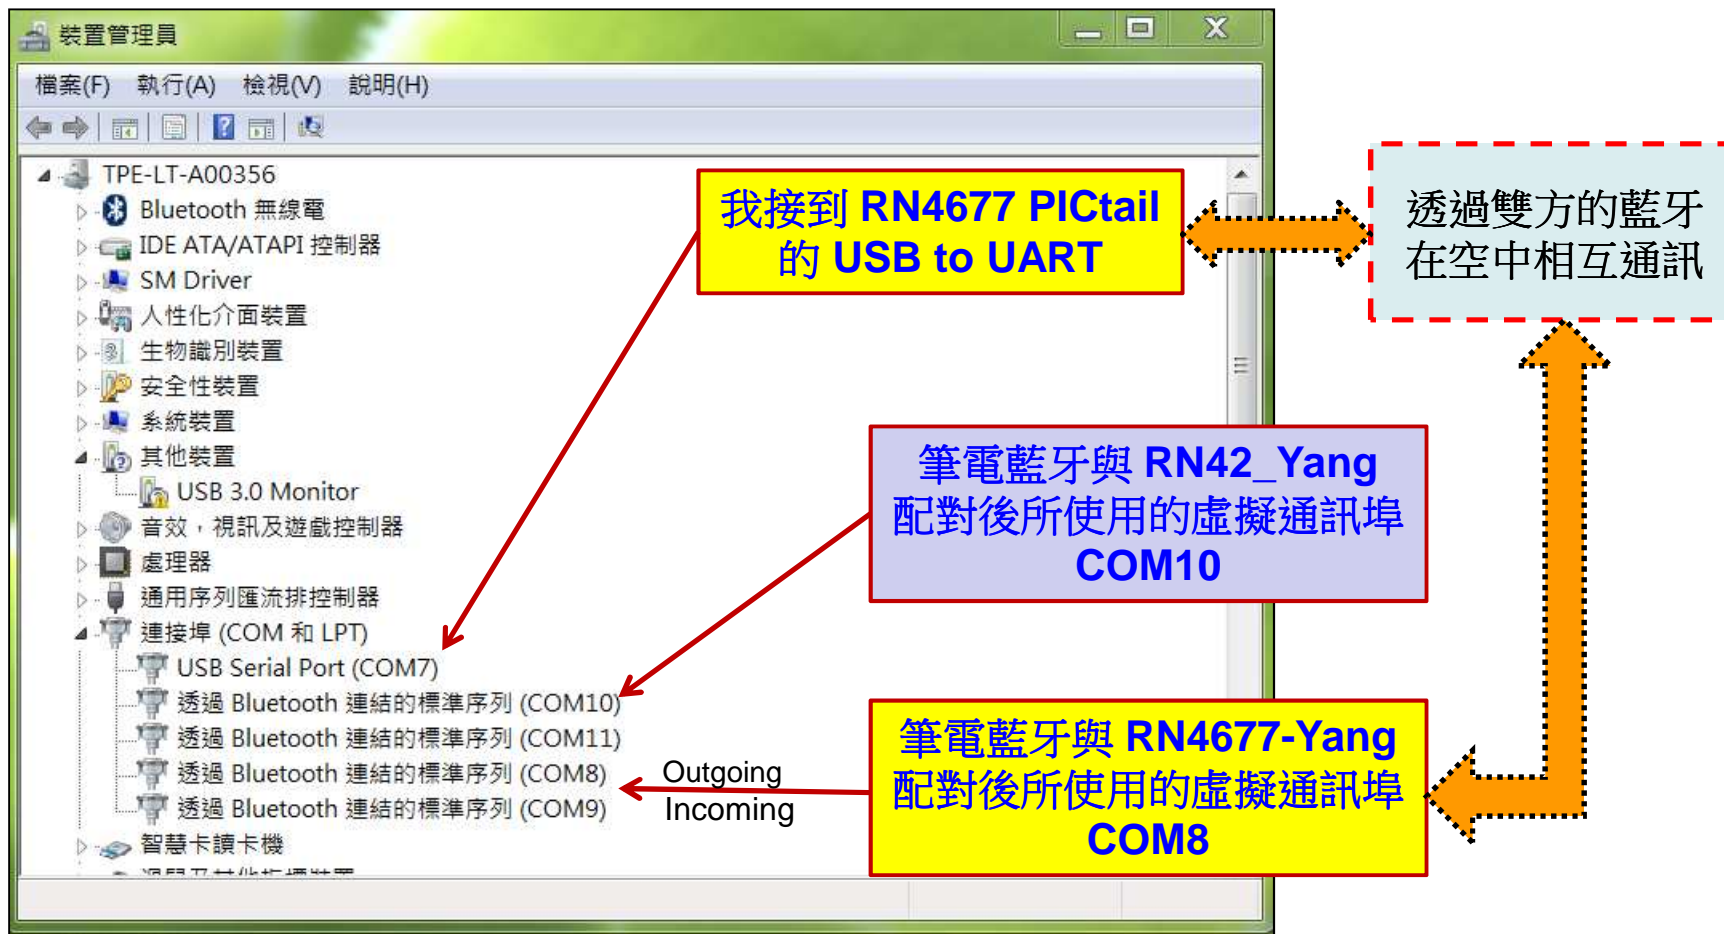 裝置管理員
檔案(F) 執行(A) 檢視(V) 說明(H)
TPE-LT-A00356
Bluetooth 無線電
IDE ATA/ATAPI 控制器
SM Driver
人性化介面裝置
生物識別裝置
安全性裝置
系統裝置
其他裝置
USB 3.0 Monitor
音效，視訊及遊戲控制器
處理器
通用序列匯流排控制器
連接埠 (COM 和 LPT)
USB Serial Port (COM7)
透過 Bluetooth 連結的標準序列 (COM10)
透過 Bluetooth 連結的標準序列 (COM11)
透過 Bluetooth 連結的標準序列 (COM8)
透過 Bluetooth 連結的標準序列 (COM9)
智慧卡讀卡機
我接到 RN4677 PICtail
的 USB to UART
透過雙方的藍牙
在空中相互通訊
筆電藍牙與 RN42_Yang
配對後所使用的虛擬通訊埠
COM10
Outgoing
Incoming
筆電藍牙與 RN4677-Yang
配對後所使用的虛擬通訊埠
COM8